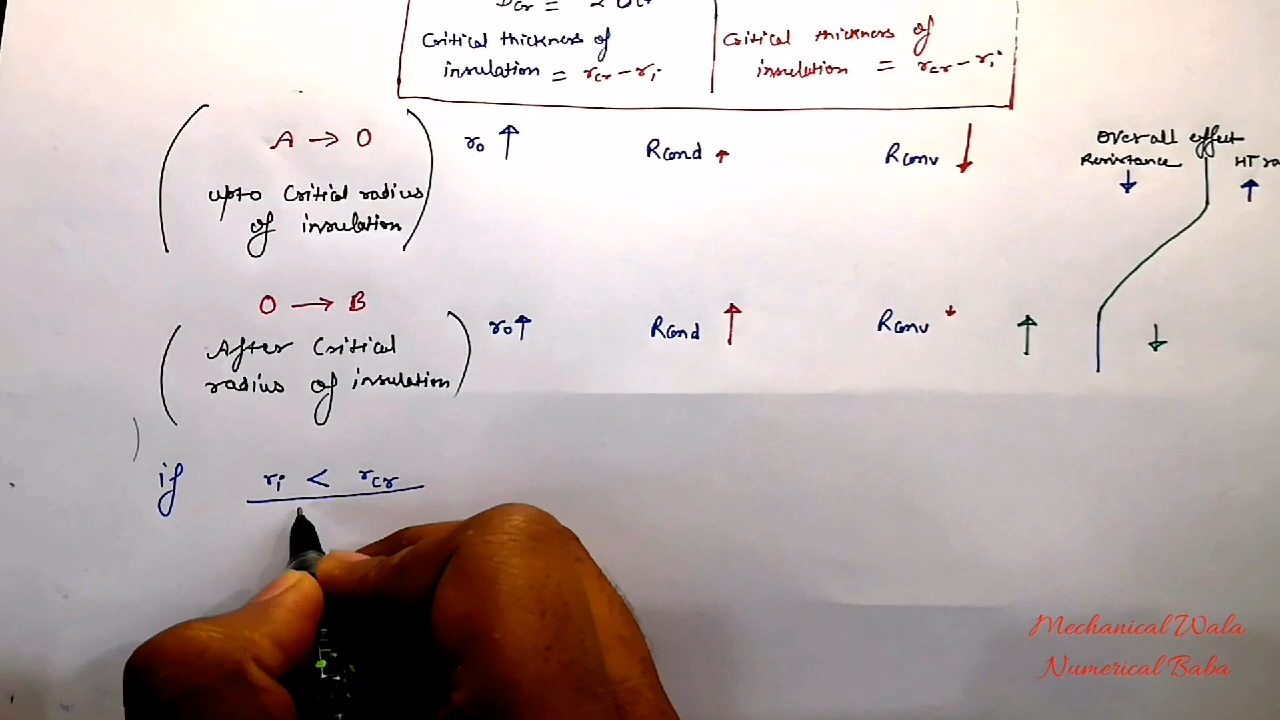 Critical thickness of
insulation = rcr - ri
Critical thickness of
insulation = rcr - ri
A → O
upto Critical radius
of insulation
ro ↑
Rcond ↑
Rconv ↓
Overall effect
Resistance
↓
HT ra
↑
O → B
After Critical
radius of insulation
ro ↑
Rcond ↑
Rconv ↓
↑
↓
if ri < rcr
Mechanical Wala
Numerical Baba